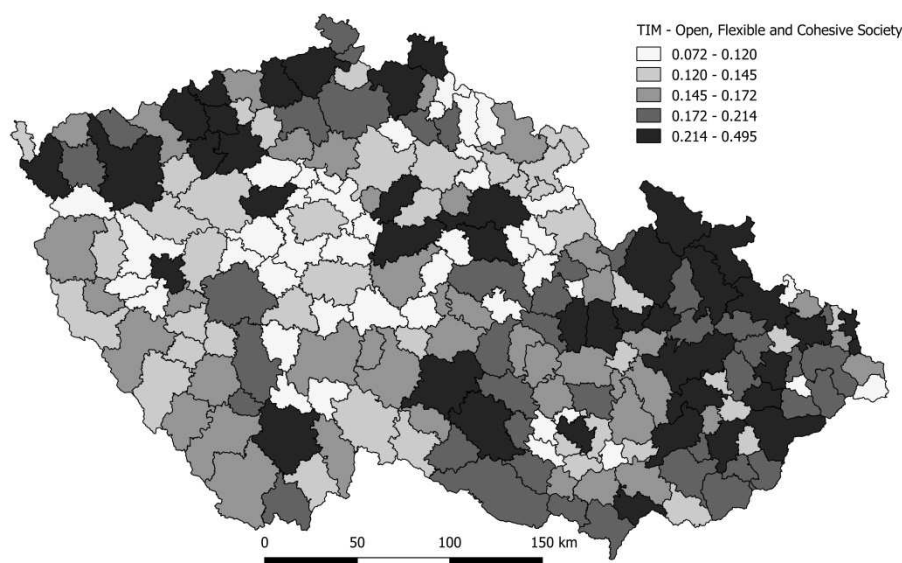 TIM - Open, Flexible and Cohesive Society
0.072 - 0.120
0.120 - 0.145
0.145 - 0.172
0.172 - 0.214
0.214 - 0.495
0 50 100 150 km